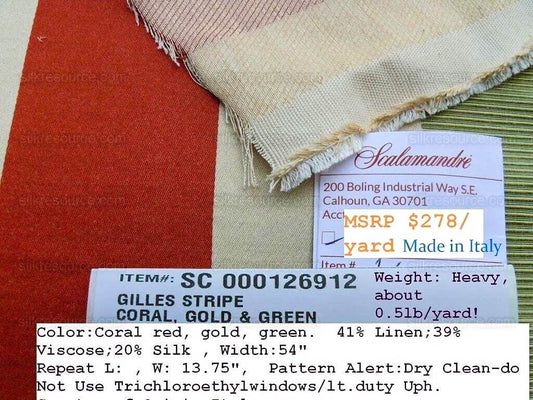 silkresource.com
Scalamandré
200 Boling Industrial Way S.E.
Calhoun, GA 30701
MSRP $278/
yard Made in Italy
Item #
ITEM#: SC 000126912
GILLES STRIPE
CORAL, GOLD & GREEN
Weight: Heavy,
about
0.5lb/yard!
Color:Coral red, gold, green. 41% Linen;39%
Viscose;20% Silk , Width:54"
Repeat L: , W: 13.75", Pattern Alert:Dry Clean-do
Not Use Trichloroethylwindows/lt.duty Uph.